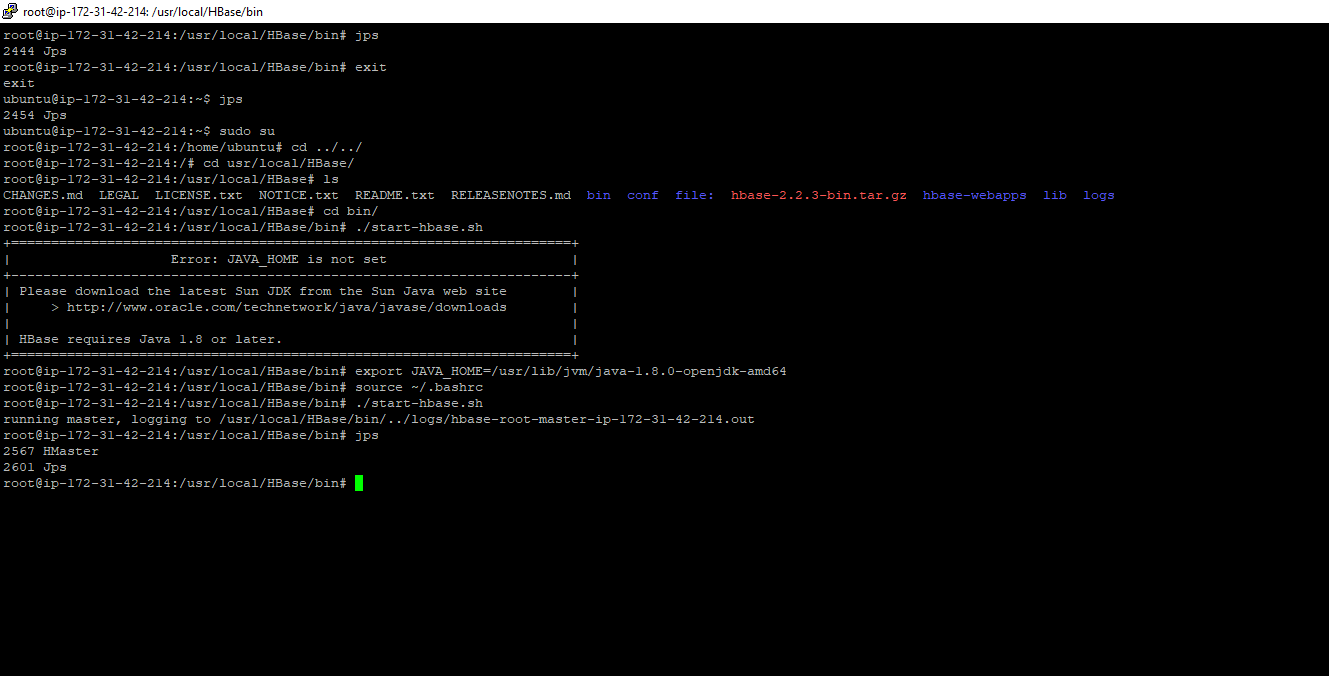 root@ip-172-31-42-214: /usr/local/HBase/bin
root@ip-172-31-42-214:/usr/local/HBase/bin# jps
2444 Jps
root@ip-172-31-42-214:/usr/local/HBase/bin# exit
exit
ubuntu@ip-172-31-42-214:~$ jps
2454 Jps
ubuntu@ip-172-31-42-214:~$ sudo su
root@ip-172-31-42-214:/home/ubuntu# cd ../../
root@ip-172-31-42-214:/# cd usr/local/HBase/
root@ip-172-31-42-214:/usr/local/HBase# ls
CHANGES.md  LEGAL  LICENSE.txt  NOTICE.txt  README.txt  RELEASENOTES.md  bin  conf  file:  hbase-2.2.3-bin.tar.gz  hbase-webapps  lib  logs
root@ip-172-31-42-214:/usr/local/HBase# cd bin/
root@ip-172-31-42-214:/usr/local/HBase/bin# ./start-hbase.sh
+======================================================================+
|                    Error: JAVA_HOME is not set                       |
+----------------------------------------------------------------------+
| Please download the latest Sun JDK from the Sun Java web site        |
|     > http://www.oracle.com/technetwork/java/javase/downloads        |
|                                                                      |
| HBase requires Java 1.8 or later.                                    |
+======================================================================+
root@ip-172-31-42-214:/usr/local/HBase/bin# export JAVA_HOME=/usr/lib/jvm/java-1.8.0-openjdk-amd64
root@ip-172-31-42-214:/usr/local/HBase/bin# source ~/.bashrc
root@ip-172-31-42-214:/usr/local/HBase/bin# ./start-hbase.sh
running master, logging to /usr/local/HBase/bin/../logs/hbase-root-master-ip-172-31-42-214.out
root@ip-172-31-42-214:/usr/local/HBase/bin# jps
2567 HMaster
2601 Jps
root@ip-172-31-42-214:/usr/local/HBase/bin#